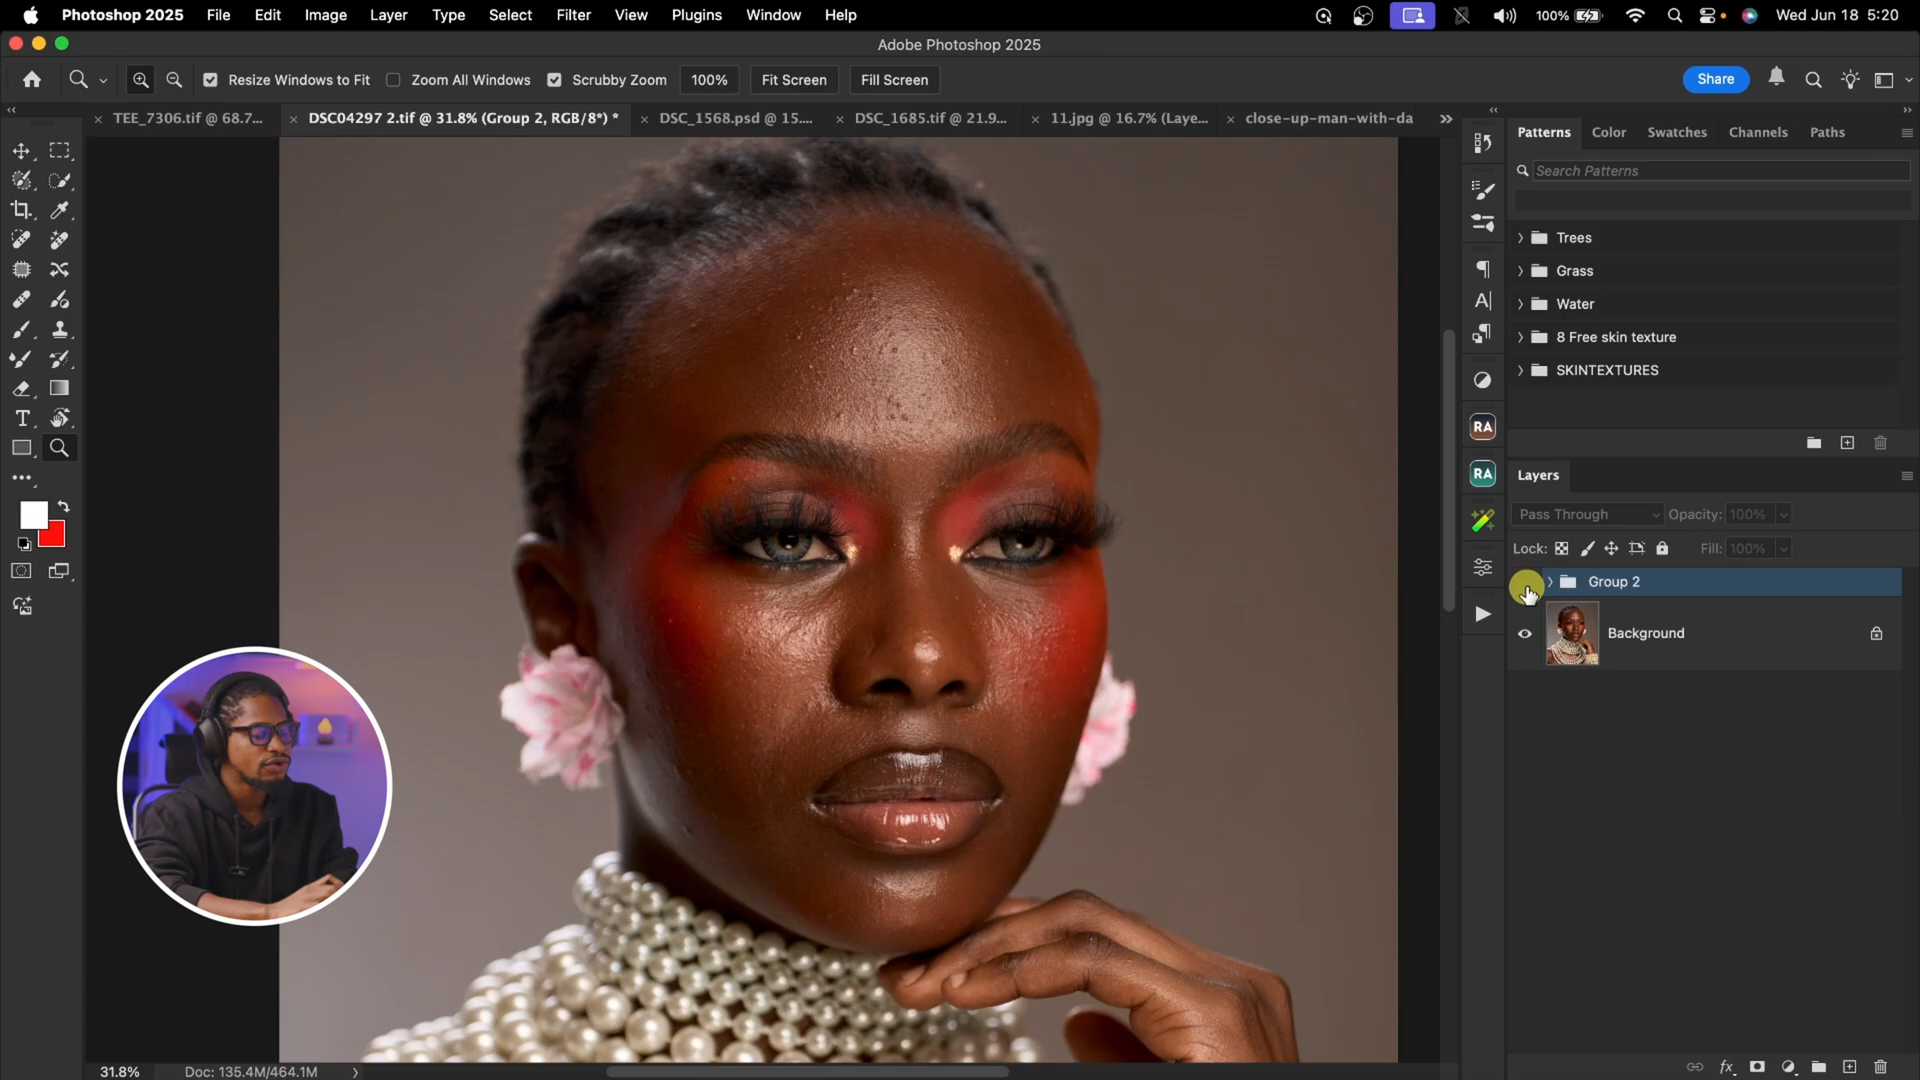 Photoshop 2025 File Edit Image Layer Type Select Filter View Plugins Window Help 100% Wed Jun 18 5:20
Adobe Photoshop 2025
Resize Windows to Fit Zoom All Windows Scrubby Zoom 100% Fit Screen Fill Screen Share
TEE_7306.tif @ 68.7... DSC04297 2.tif @ 31.8% (Group 2, RGB/8*) * DSC_1568.psd @ 15.... DSC_1685.tif @ 21.9... 11.jpg @ 16.7% (Laye... close-up-man-with-da
Patterns Color Swatches Channels Paths
Search Patterns
Trees
Grass
Water
8 Free skin texture
SKINTEXTURES
RA
RA
Layers
Pass Through Opacity: 100%
Lock: Fill: 100%
Group 2
Background
31.8% Doc: 135.4M/464.1M